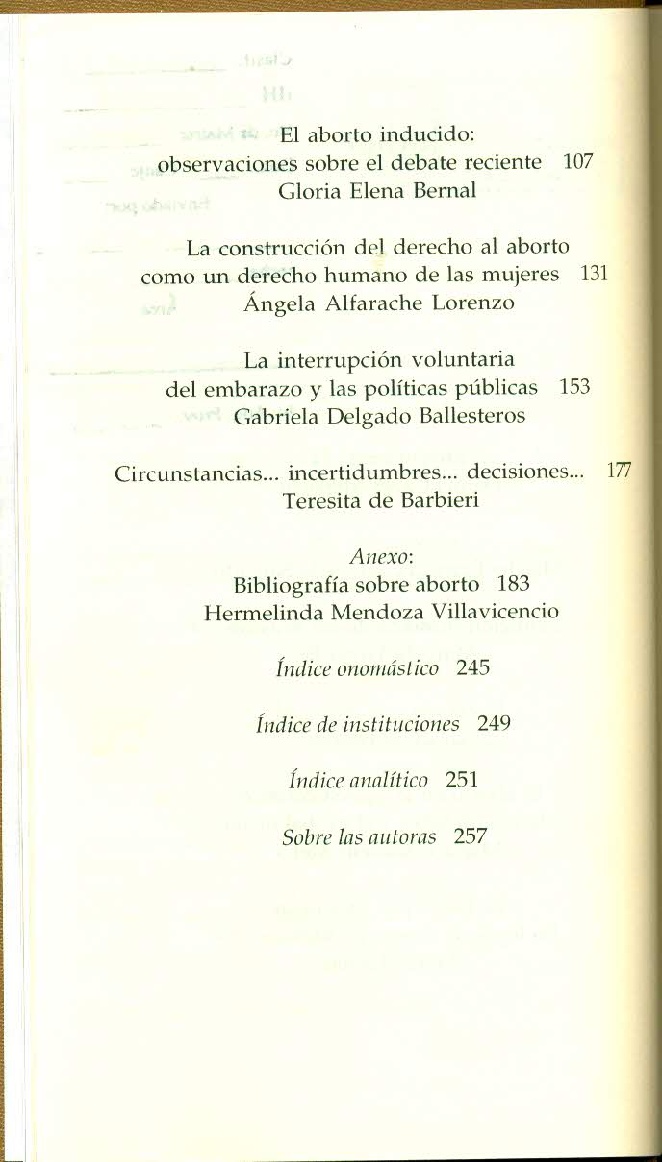 El aborto inducido:
observaciones sobre el debate reciente 107
Gloria Elena Bernal
La construcción del derecho al aborto
como un derecho humano de las mujeres 131
Ángela Alfarache Lorenzo
La interrupción voluntaria
del embarazo y las políticas públicas 153
Gabriela Delgado Ballesteros
Circunstancias... incertidumbres... decisiones... 177
Teresita de Barbieri
Anexo:
Bibliografía sobre aborto 183
Hermelinda Mendoza Villavicencio
Índice onomástico 245
Índice de instituciones 249
Índice analítico 251
Sobre las autoras 257